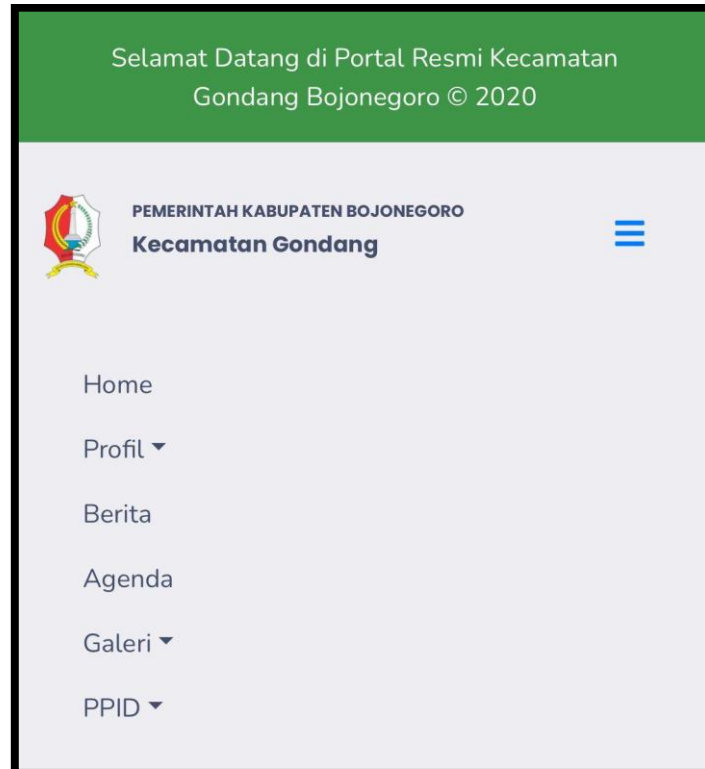 Selamat Datang di Portal Resmi Kecamatan
Gondang Bojonegoro © 2020
PEMERINTAH KABUPATEN BOJONEGORO
Kecamatan Gondang
Home
Profil
Berita
Agenda
Galeri
PPID